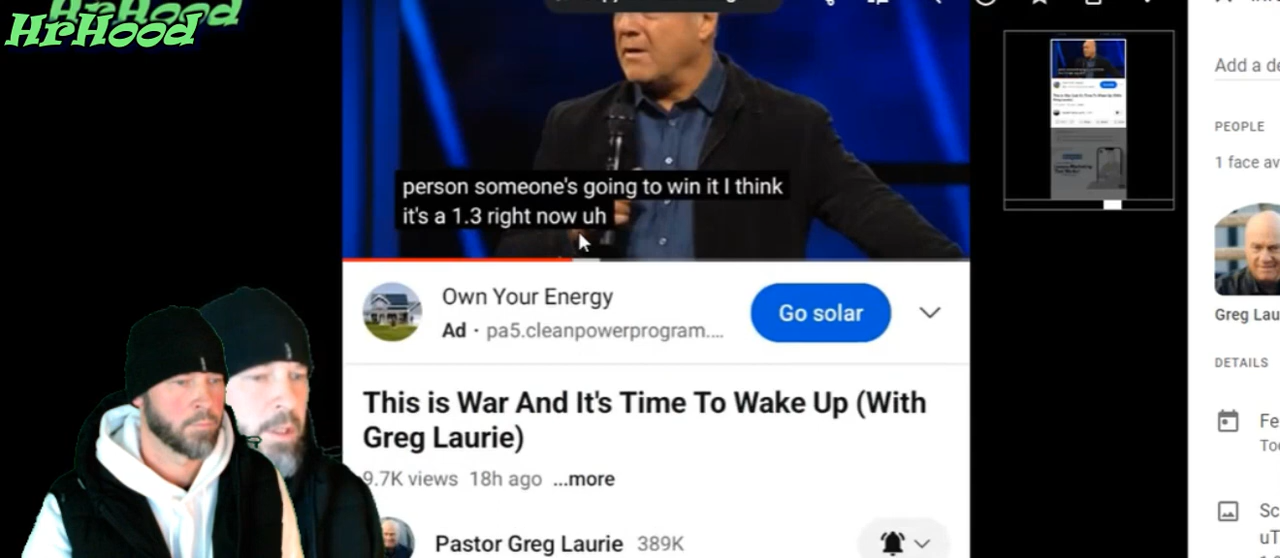 HrHood
HrHood
person someone's going to win it I think
it's a 1.3 right now uh
Own Your Energy
Ad · pa5.cleanpowerprogram....
Go solar
This is War And It's Time To Wake Up (With
Greg Laurie)
9.7K views 18h ago ...more
Pastor Greg Laurie 389K
Add a de
PEOPLE
1 face av
Greg Lau
DETAILS
Fe
Too
Sc